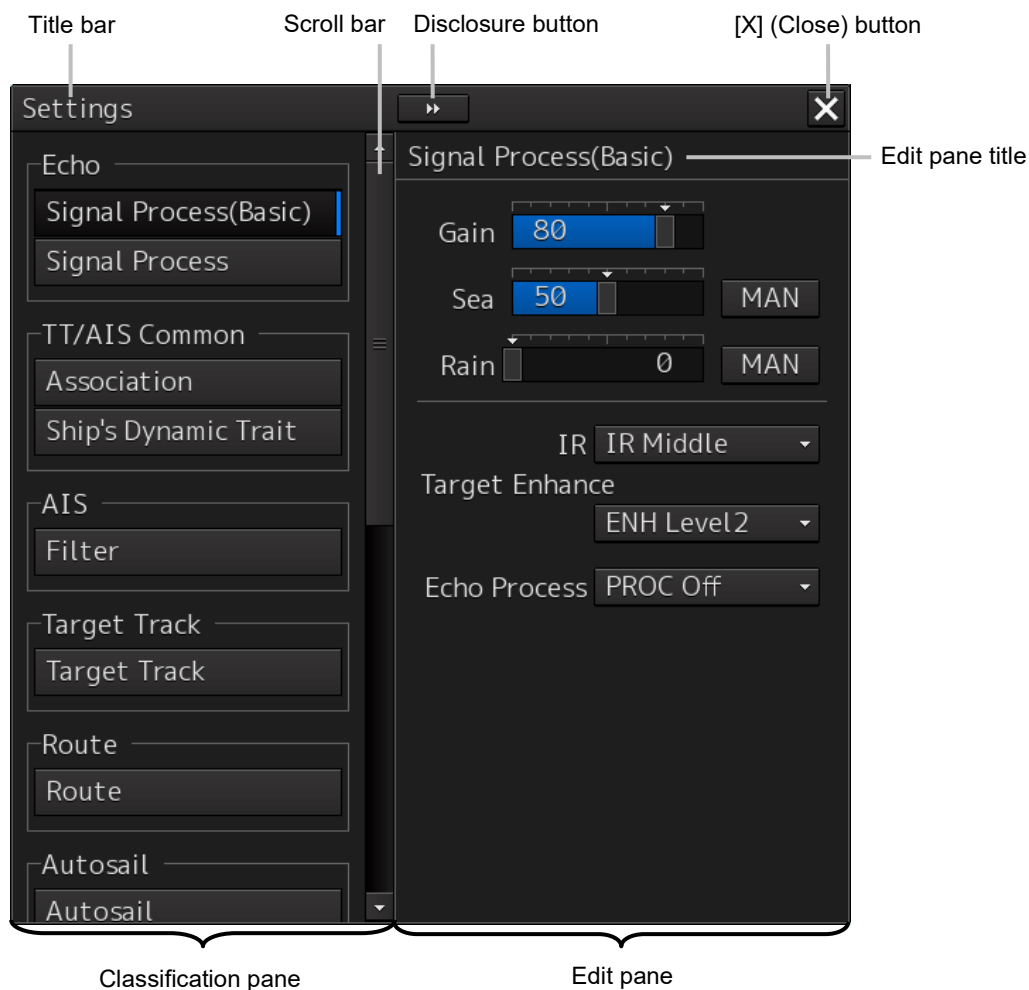 Title bar
Scroll bar
Disclosure button
[X] (Close) button
Settings
Echo
Signal Process(Basic)
Signal Process
TT/AIS Common
Association
Ship's Dynamic Trait
AIS
Filter
Target Track
Target Track
Route
Route
Autosail
Autosail
Signal Process(Basic)
Edit pane title
Gain 80
Sea 50 MAN
Rain 0 MAN
IR IR Middle
Target Enhance
ENH Level2
Echo Process PROC Off
Classification pane
Edit pane